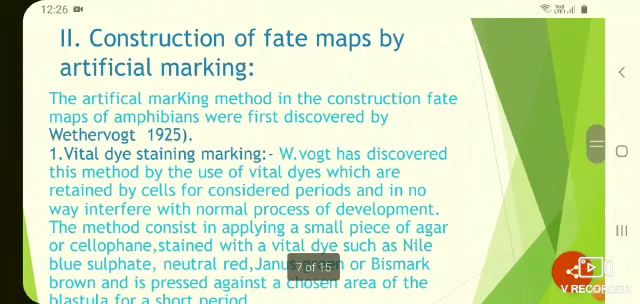 12:26
II. Construction of fate maps by
artificial marking:
The artifical marKing method in the construction fate
maps of amphibians were first discovered by
Wethervogt 1925).
1.Vital dye staining marking:- W.vogt has discovered
this method by the use of vital dyes which are
retained by cells for considered periods and in no
way interfere with normal process of development.
The method consist in applying a small piece of agar
or cellophane,stained with a vital dye such as Nile
blue sulphate, neutral red,Janus or Bismark
7 of 15
brown and is pressed against a chosen area of the
blastula for a short period
V RECORDER